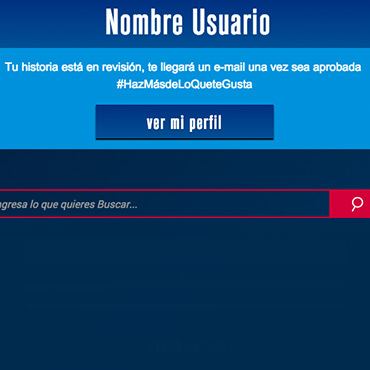 Nombre Usuario
Tu historia está en revisión, te llegará un e-mail una vez sea aprobada
#HazMásdeLoQueteGusta
ver mi perfil
ngresa lo que quieres Buscar...